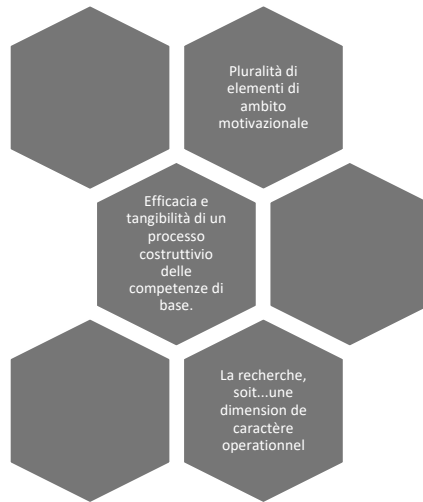 Pluralità di
elementi di
ambito
motivazionale
Efficacia e
tangibilità di un
processo
costruttivio
delle
competenze di
base.
La recherche,
soit...une
dimension de
caractère
operationnel